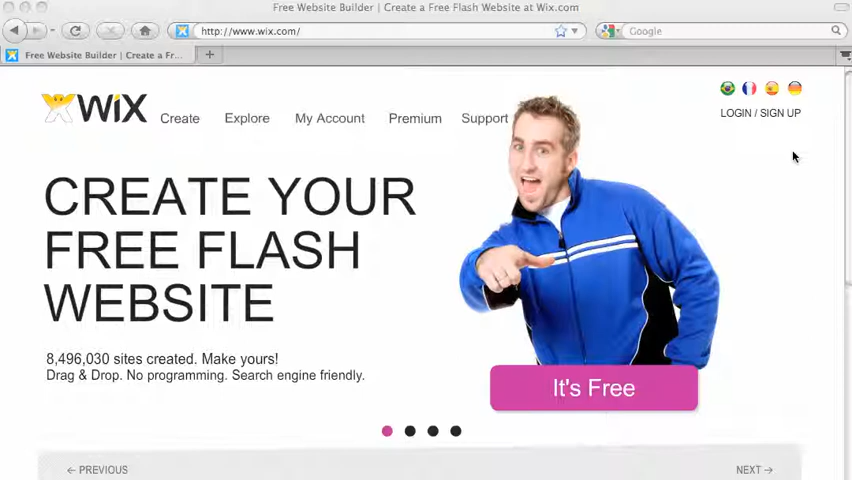 Free Website Builder | Create a Free Flash Website at Wix.com
http://www.wix.com/
Google
Free Website Builder | Create a Fr...
WiX
Create
Explore
My Account
Premium
Support
LOGIN / SIGN UP
CREATE YOUR
FREE FLASH
WEBSITE
8,496,030 sites created. Make yours!
Drag & Drop. No programming. Search engine friendly.
It's Free
← PREVIOUS
NEXT →